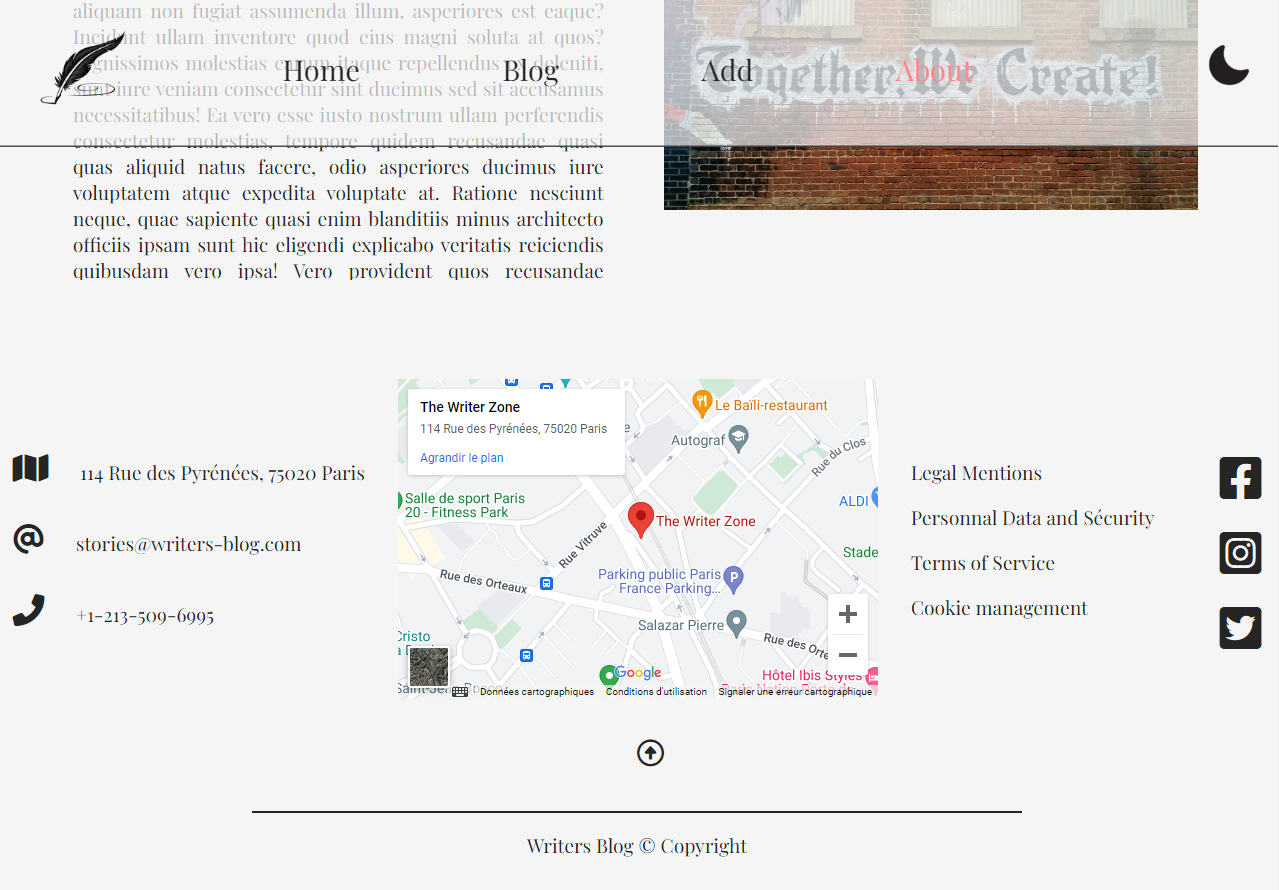 aliquam non fugiat assumenda illum, asperiores est eaque?
Incidunt ullam inventore quod eius magni soluta at quos?
dignissimos molestias earum itaque repellendus deleniti,
iure veniam consectetur sint ducimus sed sit accusamus
necessitatibus! Ea vero esse iusto nostrum ullam perferendis
consectetur molestias, tempore quidem recusandae quasi
quas aliquid natus facere, odio asperiores ducimus iure
voluptatem atque expedita voluptate at. Ratione nesciunt
neque, quae sapiente quasi enim blanditiis minus architecto
officiis ipsam sunt hic eligendi explicabo veritatis reiciendis
quibusdam vero ipsa! Vero provident quos recusandae
Home
Blog
Add
About
Together, We Create!
114 Rue des Pyrénées, 75020 Paris
stories@writers-blog.com
+1-213-509-6995
The Writer Zone
114 Rue des Pyrénées, 75020 Paris
Agrandir le plan
Le Baïli-restaurant
Autograf
Rue du Clos
ALDI
Salle de sport Paris
20 - Fitness Park
The Writer Zone
Rue Vitruve
Stade
Parking public Paris
France Parking...
Rue des Orteaux
Salazar Pierre
Rue des Orte
Cristo
Hôtel Ibis Styles
Google
Données cartographiques
Conditions d'utilisation
Signaler une erreur cartographique
Legal Mentions
Personnal Data and Sécurity
Terms of Service
Cookie management
Writers Blog © Copyright